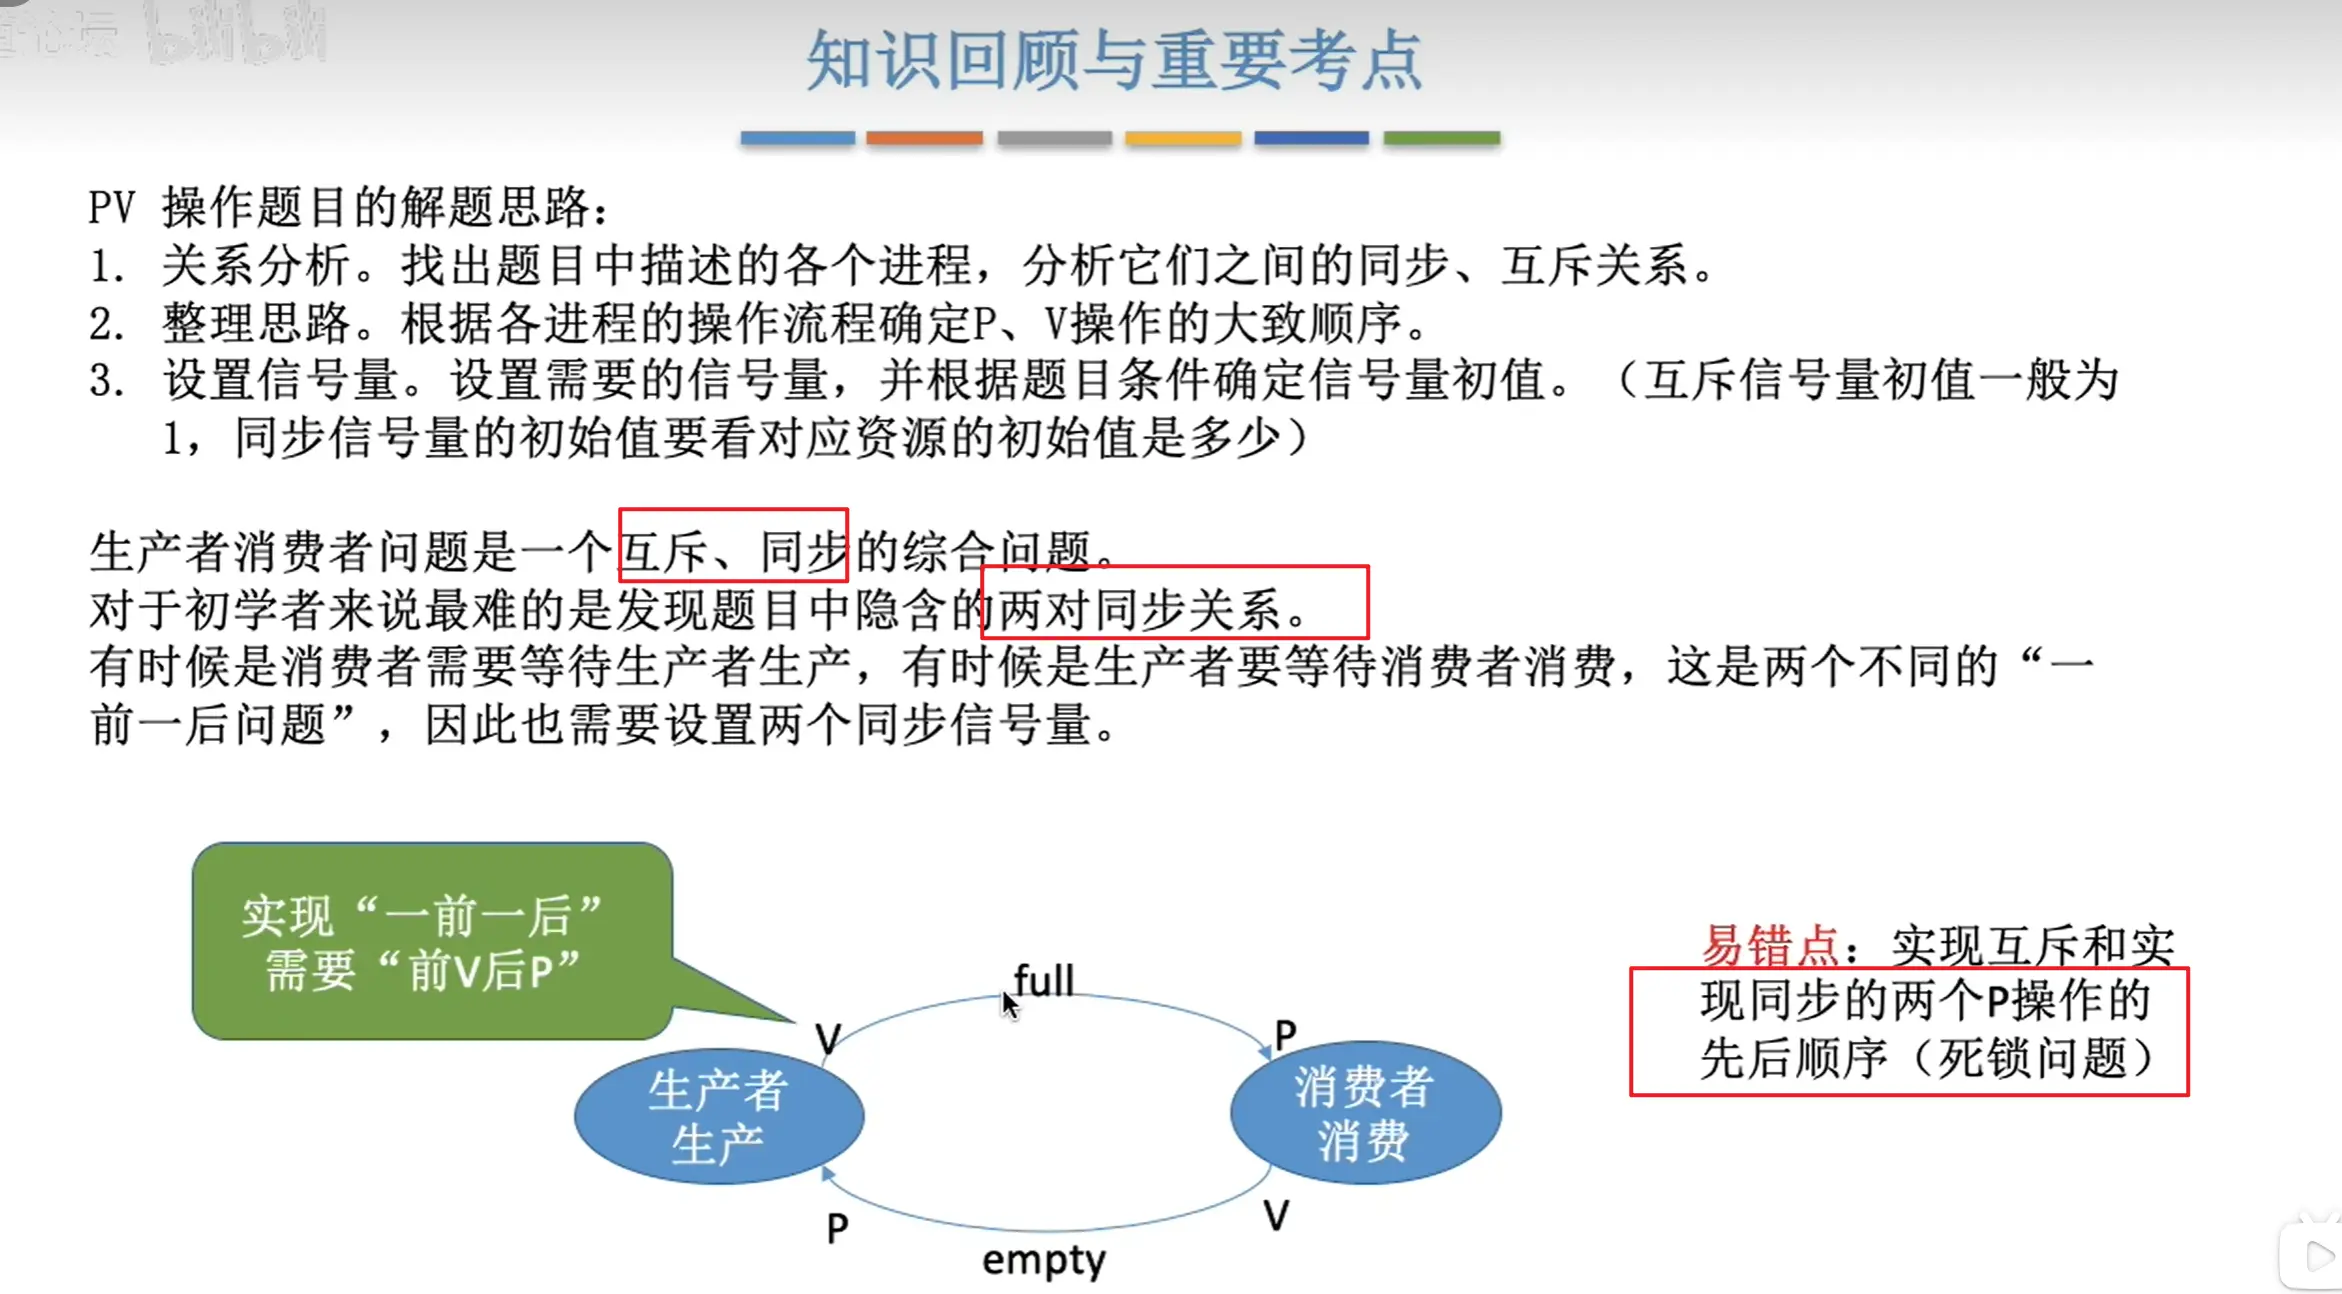 bilibili
知识回顾与重要考点
PV 操作题目的解题思路：
1. 关系分析。找出题目中描述的各个进程，分析它们之间的同步、互斥关系。
2. 整理思路。根据各进程的操作流程确定P、V操作的大致顺序。
3. 设置信号量。设置需要的信号量，并根据题目条件确定信号量初值。（互斥信号量初值一般为
1，同步信号量的初始值要看对应资源的初始值是多少）
生产者消费者问题是一个互斥、同步的综合问题。
对于初学者来说最难的是发现题目中隐含的两对同步关系。
有时候是消费者需要等待生产者生产，有时候是生产者要等待消费者消费，这是两个不同的“一
前一后问题”，因此也需要设置两个同步信号量。
实现“一前一后”
需要“前V后P”
full
V
P
生产者
生产
消费者
消费
P
V
empty
易错点：实现互斥和实
现同步的两个P操作的
先后顺序（死锁问题）